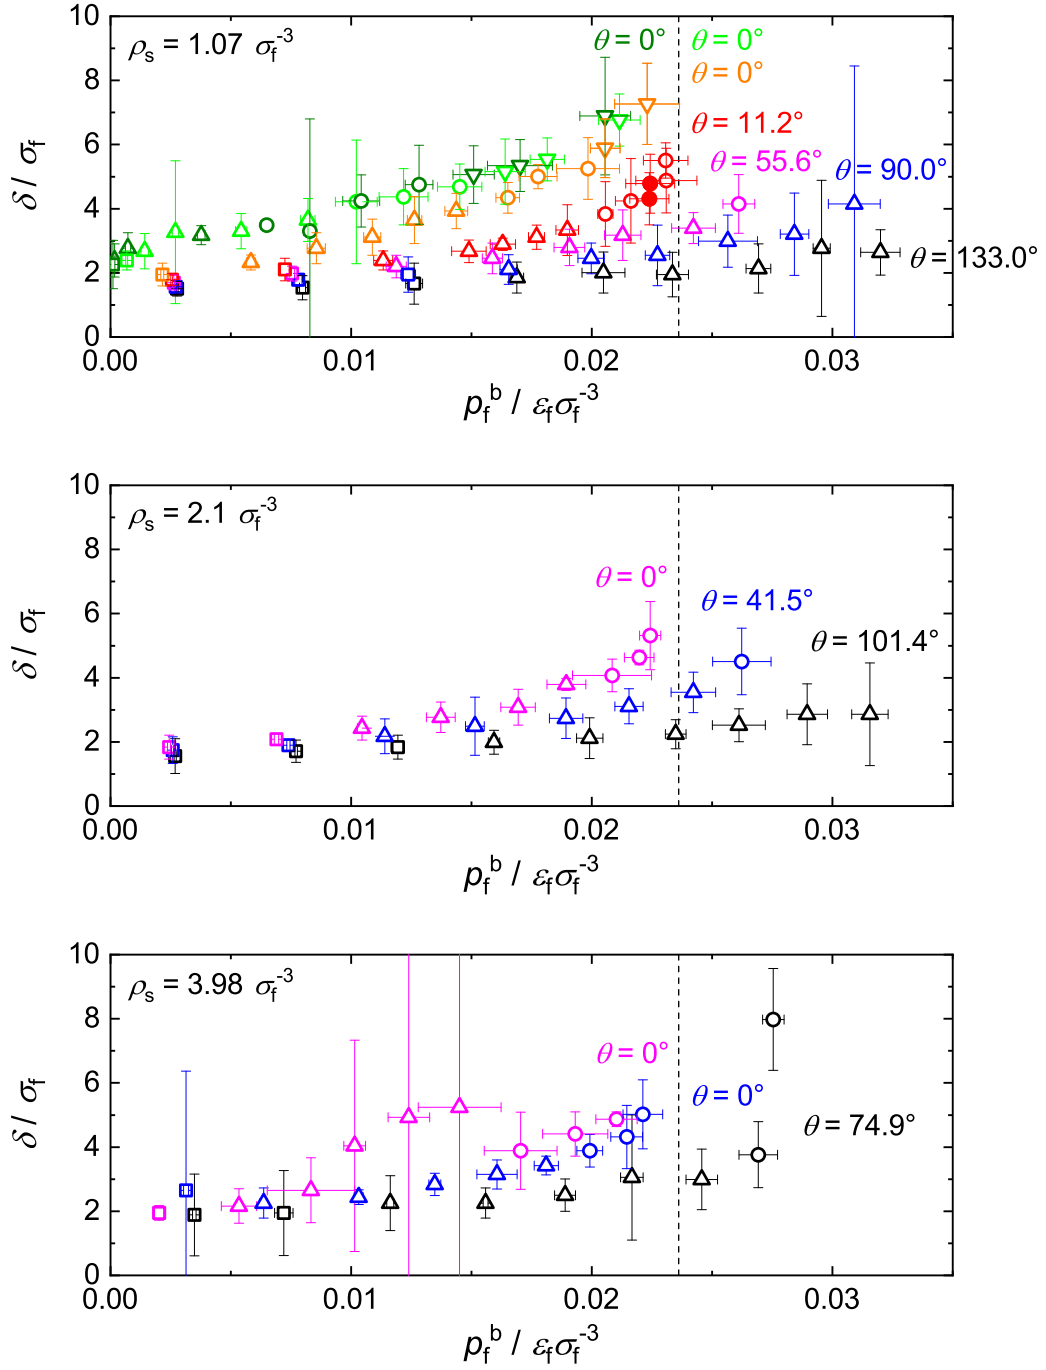 10
8
6
4
2
0
δ / σf
ρs = 1.07 σf-3
θ = 0°
θ = 0°
θ = 0°
θ = 11.2°
θ = 55.6°
θ = 90.0°
θ = 133.0°
0.00 0.01 0.02 0.03
pfb / εfσf-3
10
8
6
4
2
0
δ / σf
ρs = 2.1 σf-3
θ = 0°
θ = 41.5°
θ = 101.4°
0.00 0.01 0.02 0.03
pfb / εfσf-3
10
8
6
4
2
0
δ / σf
ρs = 3.98 σf-3
θ = 0°
θ = 0°
θ = 74.9°
0.00 0.01 0.02 0.03
pfb / εfσf-3